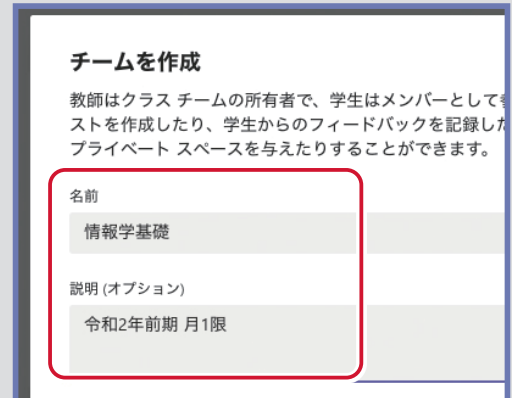 チームを作成
教師はクラス チームの所有者で、学生はメンバーとして
ストを作成したり、学生からのフィードバックを記録した
プライベート スペースを与えたりすることができます。
名前
情報学基礎
説明 (オプション)
令和2年前期 月1限